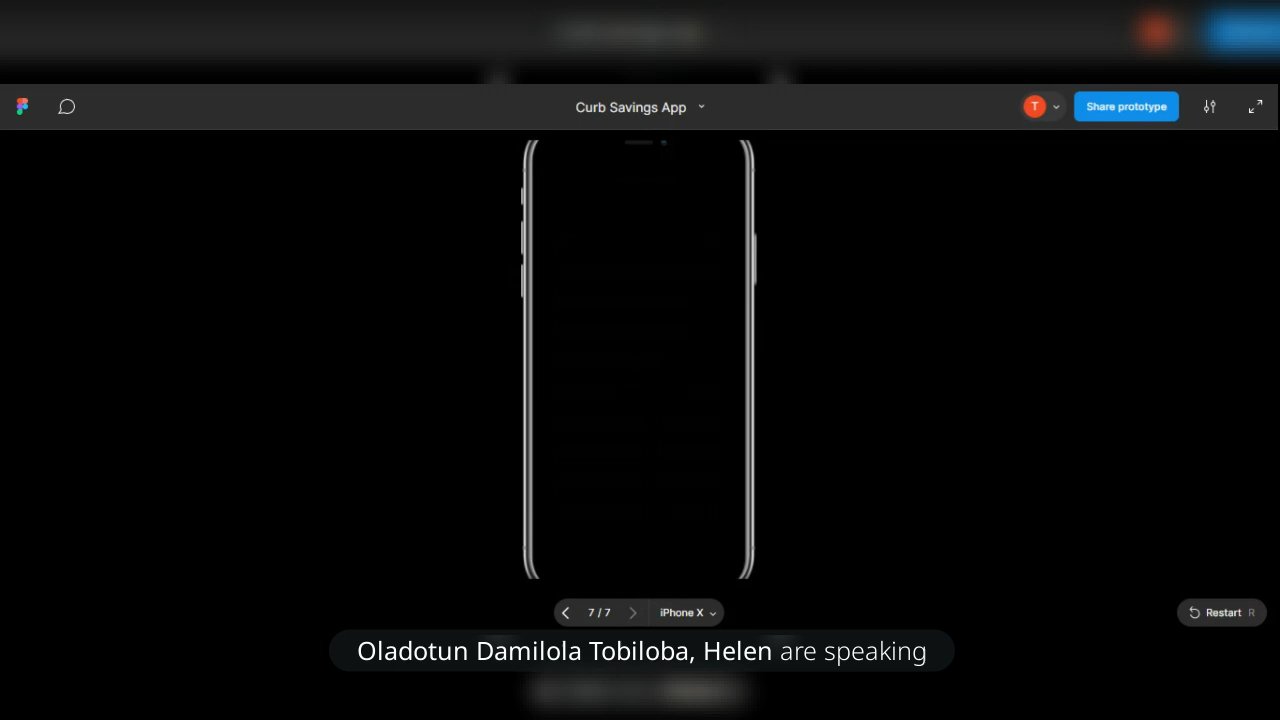 Curb Savings App
T
Share prototype
7 / 7
iPhone X
Restart R
Oladotun Damilola Tobiloba, Helen are speaking